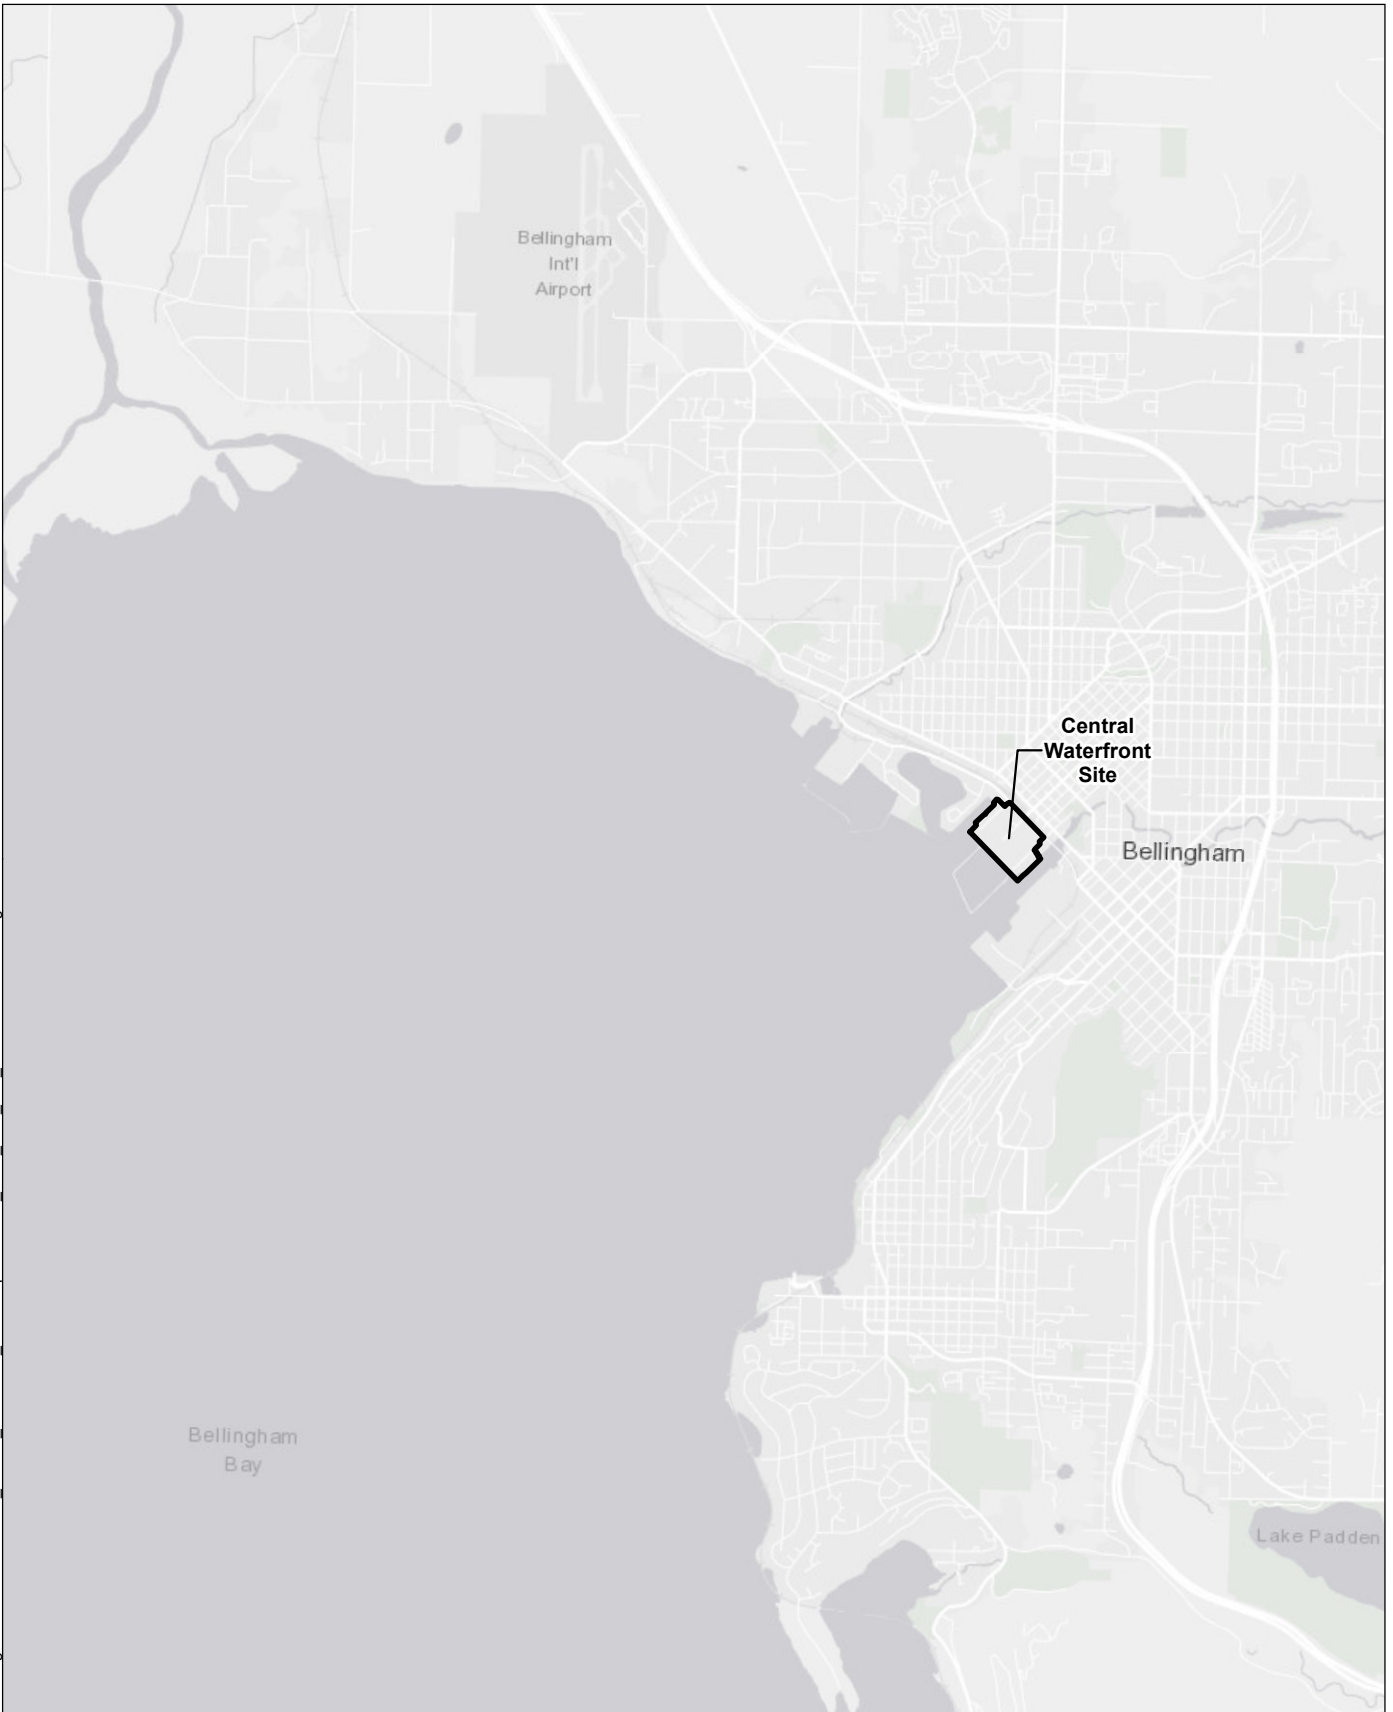 Bellingham
Int'l
Airport
Central
Waterfront
Site
Bellingham
Bellingham
Bay
Lake Padden